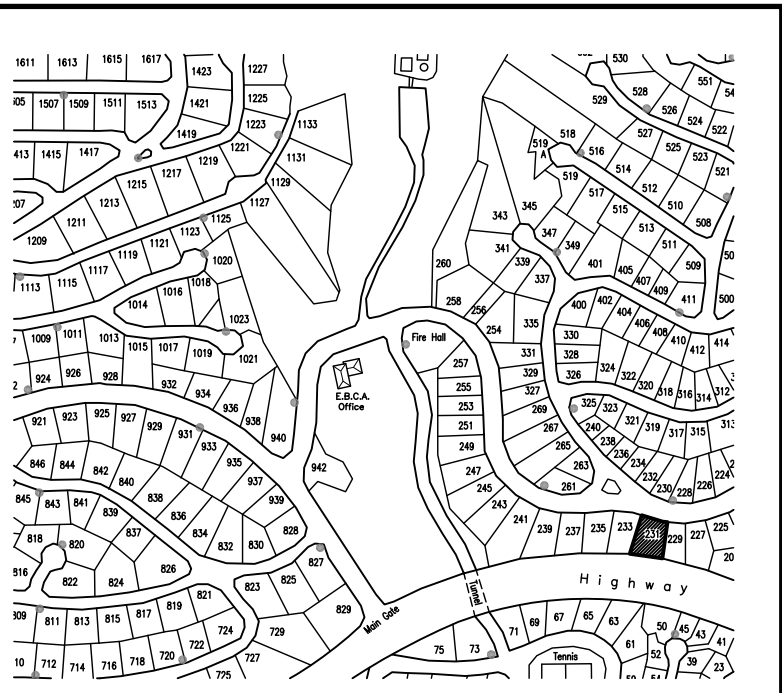 1611 1613 1615 1617 1423 1227 530
551 54
505 1507 1509 1511 1513 1421 1225 529 528 526 524 522
1419 1223 1133 527 525 523 521
413 1415 1417 1221 1131 519 A 518 516 514 512 510 508
1219 1217 1215 1213 1211 1209 1129 1127 519 517 515 513 511 509
207 1125 1123 1121 1119 1117 1115 1113 343 345 347 349 341 339 337
1020 1018 1016 1014 260 401 405 407 409 411 500 50
258 256 254 335 400 402 404 406 408 410 412 414
1009 1011 1013 1015 1017 1019 1021 1023
Fire Hall
331 330 328 326 324 322 320 318 316 314 312
924 926 928 932 934 936 938 940
E.B.C.A.
Office
257 255 253 251 249 247 245 243 241
329 327 269 267 265 263 261
325 323 321 319 317 315 313
240 238 236 234 232 230 228 226 224
921 923 925 927 929 931 933 935 937 939
942
846 844 842 840 838 836 834 832 830 828
845 843 841 839 837
239 237 235 233 231 229 227 225
818 820 822 824 826 816
Highway
Tunnel
Main Gate
827 825 823 829
809 811 813 815 817 819 821
724 722 720 718 716 714 712 10
729 727 725
75 73 71 69 67 65 63 61
50 45 43 41 52 39 23
Tennis